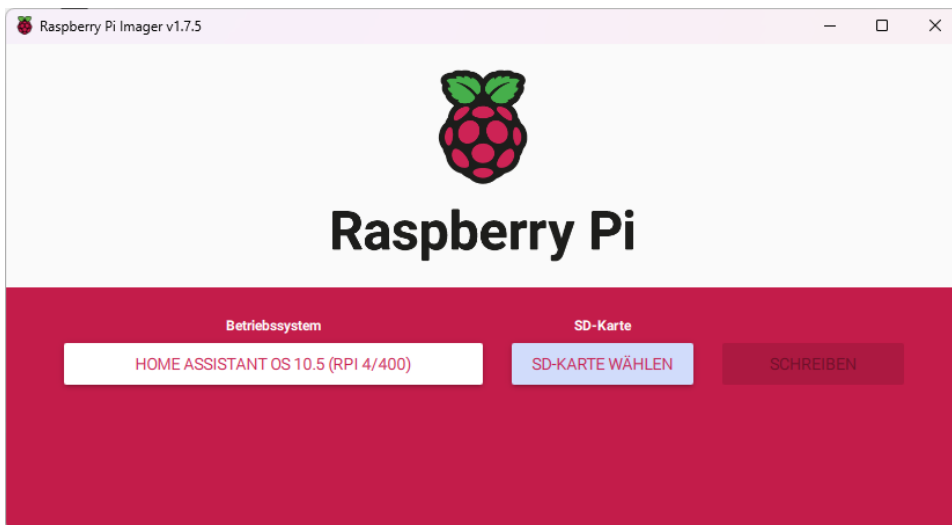 Raspberry Pi Imager v1.7.5
Raspberry Pi
Betriebssystem
SD-Karte
HOME ASSISTANT OS 10.5 (RPI 4/400)
SD-KARTE WÄHLEN
SCHREIBEN